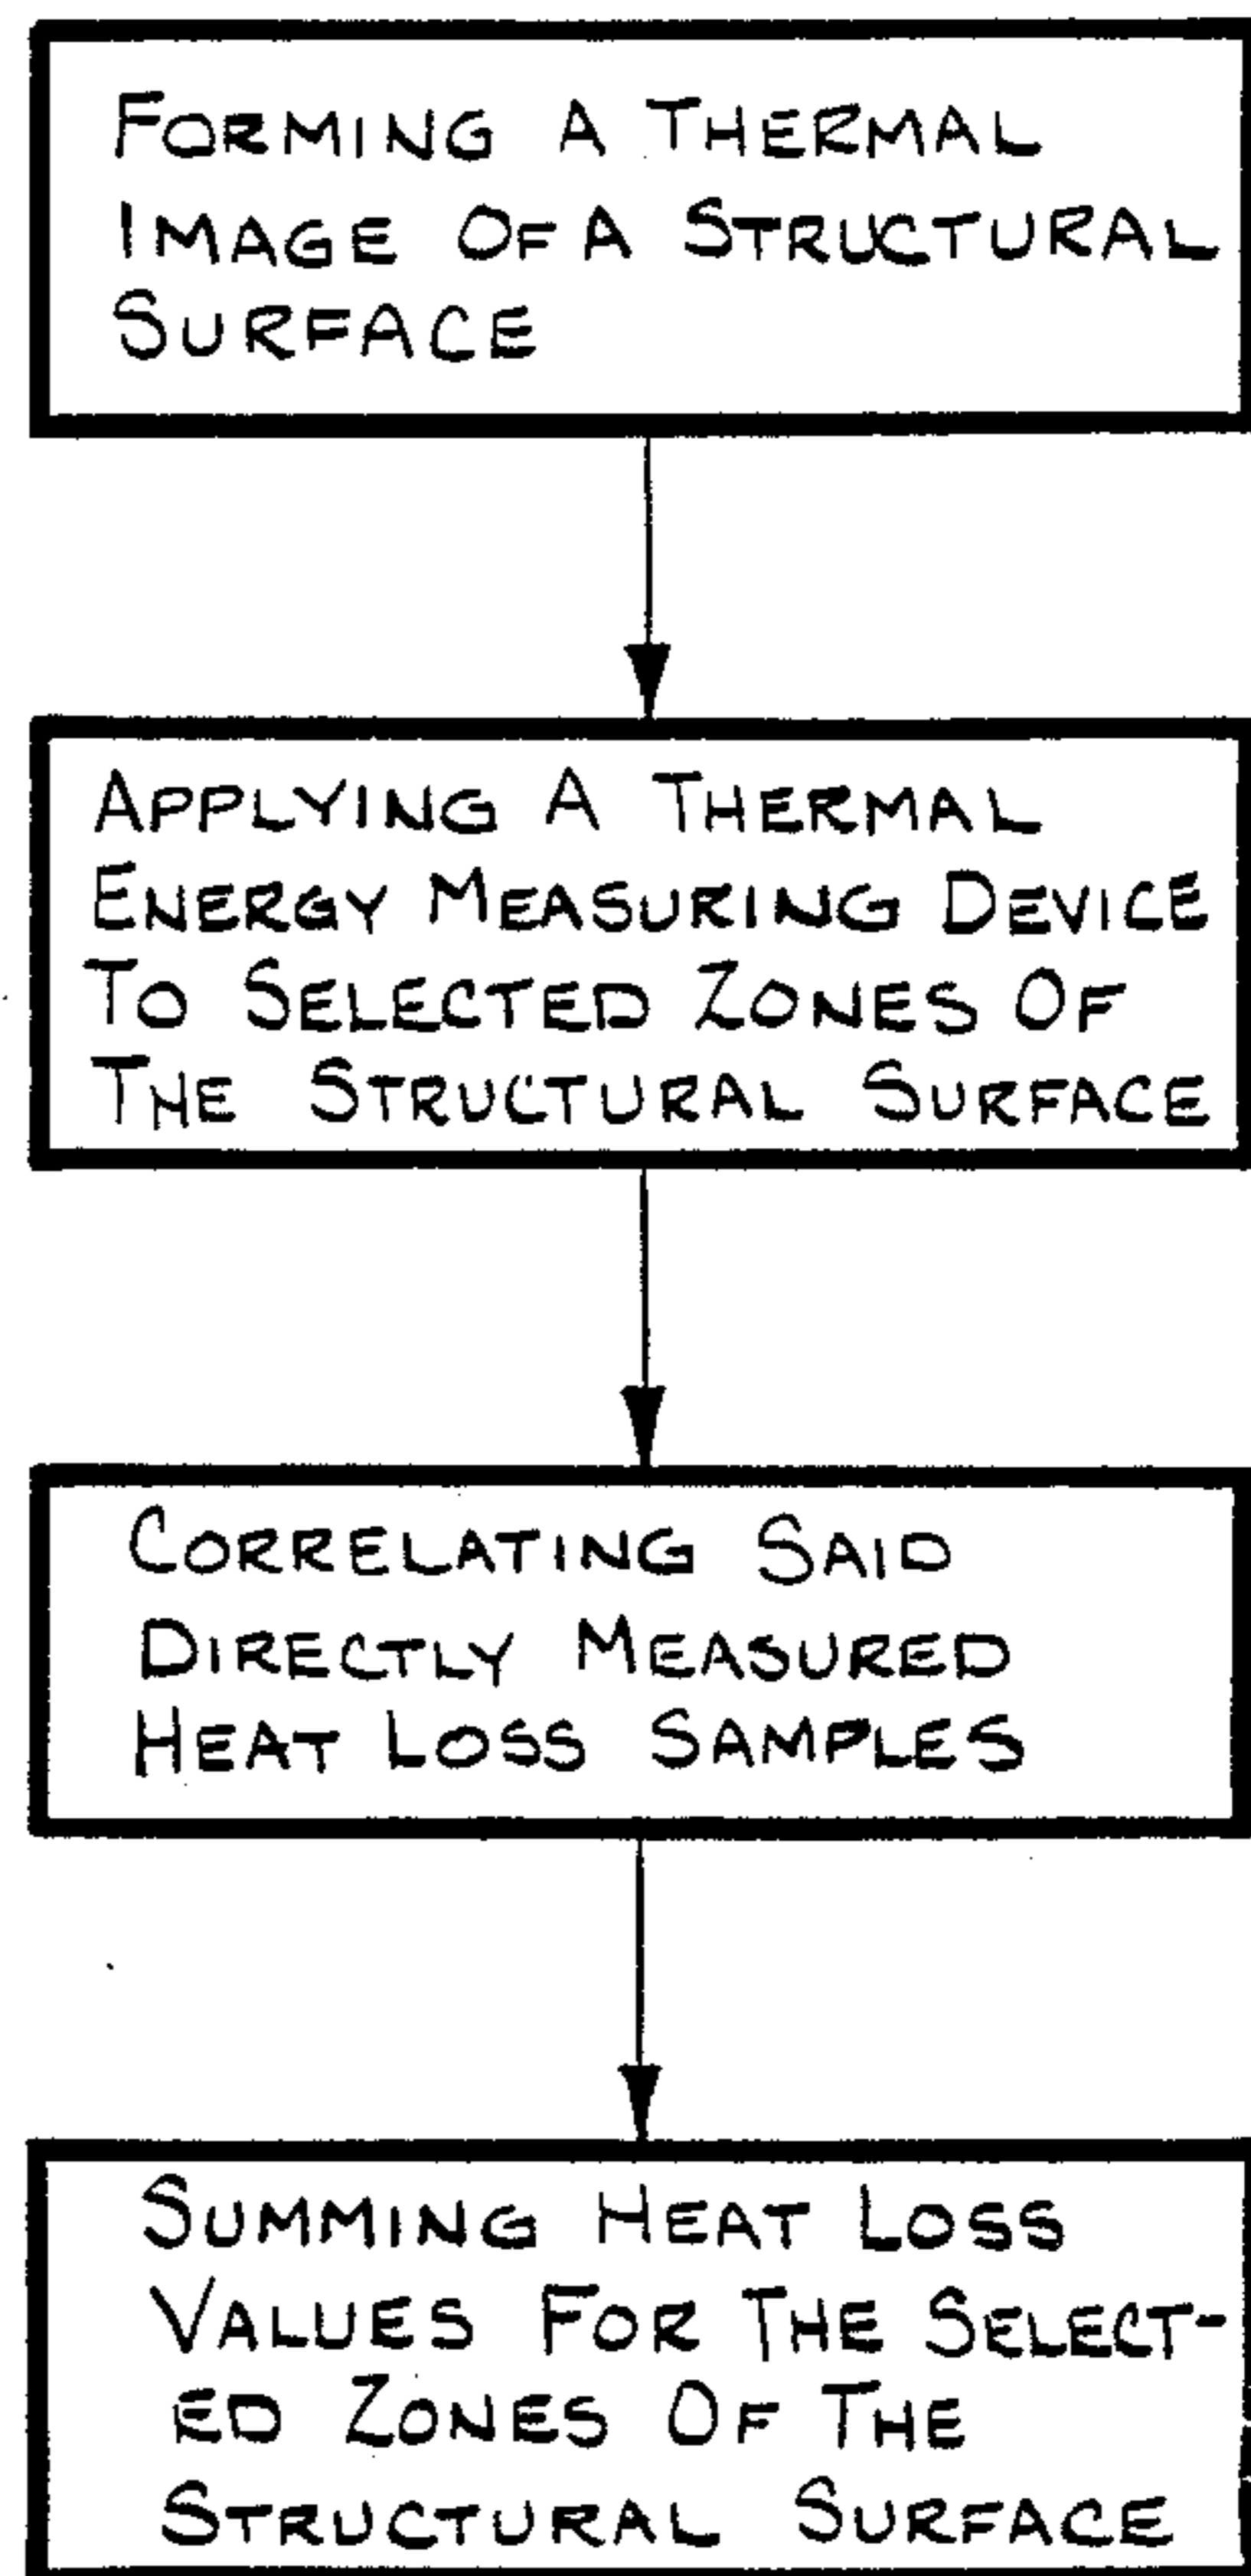 FORMING A THERMAL
IMAGE OF A STRUCTURAL
SURFACE
APPLYING A THERMAL
ENERGY MEASURING DEVICE
TO SELECTED ZONES OF
THE STRUCTURAL SURFACE
CORRELATING SAID
DIRECTLY MEASURED
HEAT LOSS SAMPLES
SUMMING HEAT LOSS
VALUES FOR THE SELECT-
ED ZONES OF THE
STRUCTURAL SURFACE